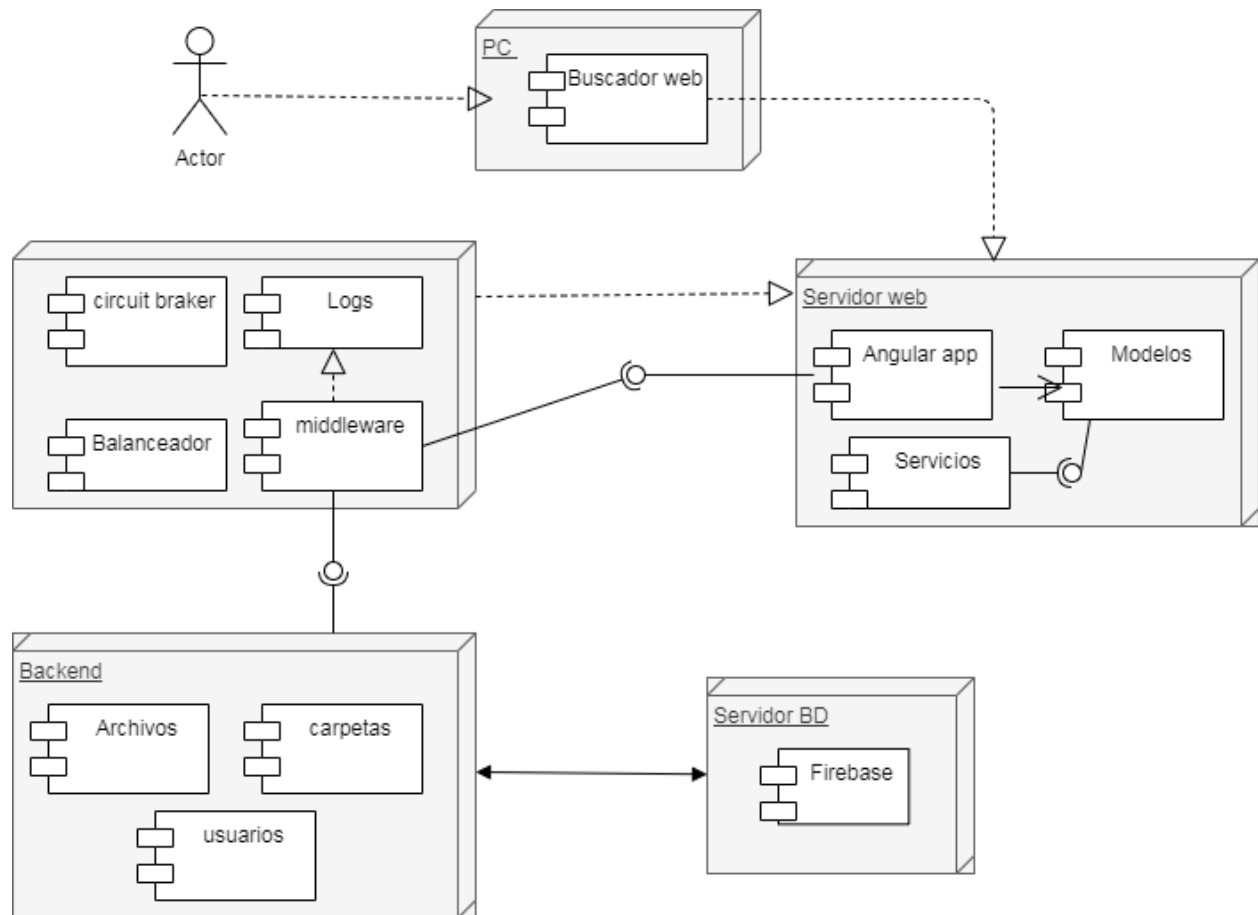 PC
Buscador web
Actor
circuit braker
Logs
Balanceador
middleware
Servidor web
Angular app
Modelos
Servicios
Backend
Archivos
carpetas
usuarios
Servidor BD
Firebase